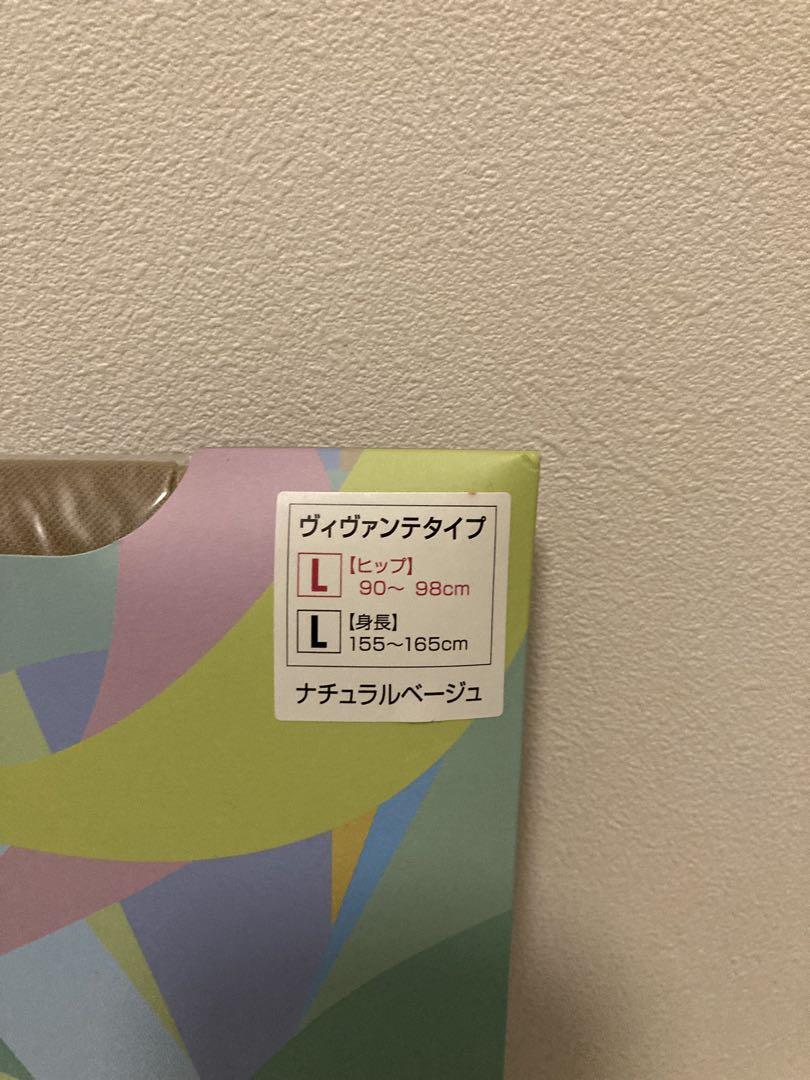 ヴィヴァンテタイプ
L 【ヒップ】
90〜 98cm
L 【身長】
155〜165cm
ナチュラルベージュ